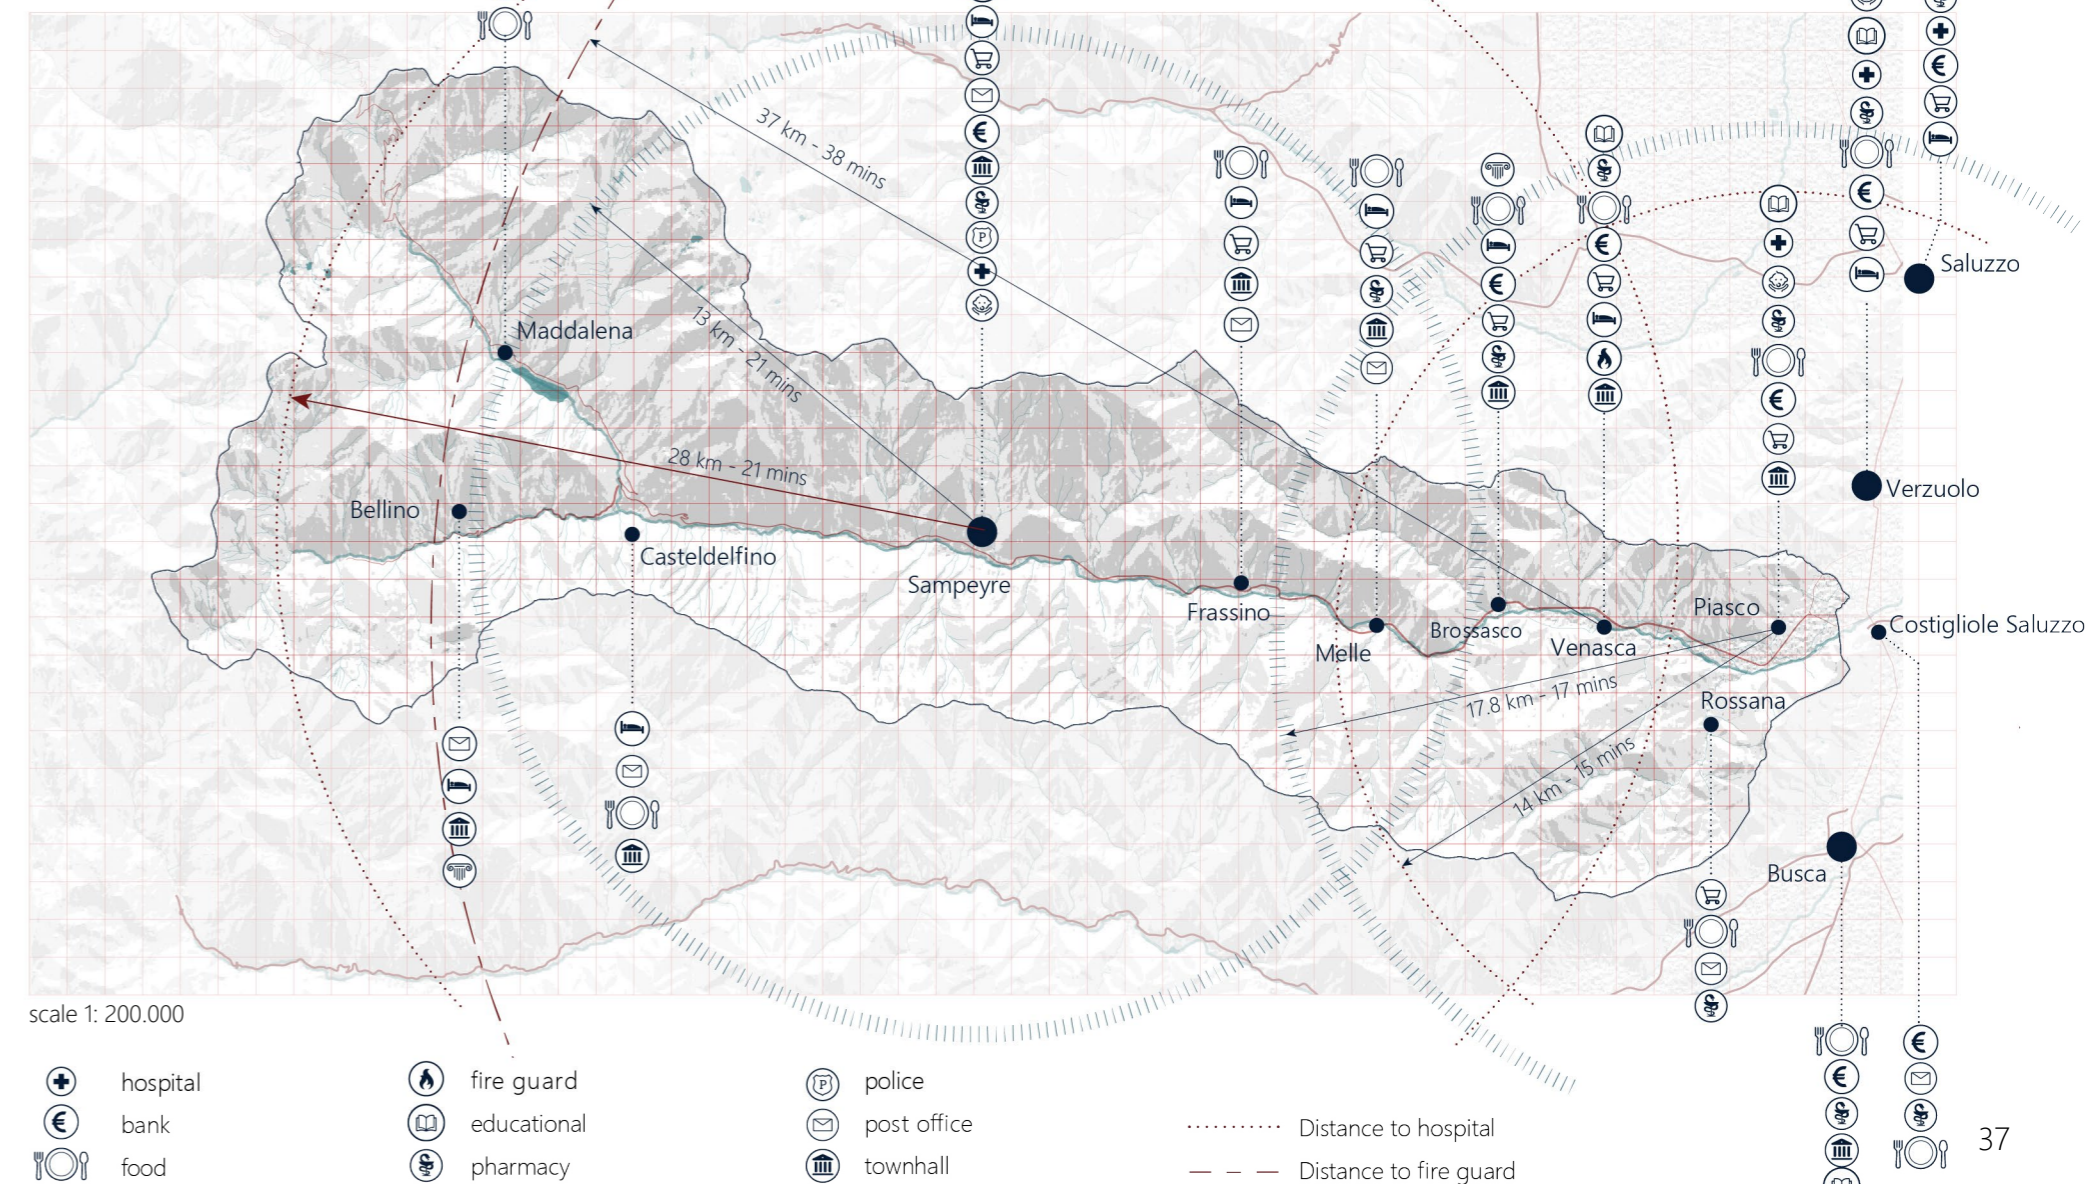 37 km - 38 mins
13 km - 21 mins
28 km - 21 mins
Maddalena
Saluzzo
Bellino
Verzuolo
Casteldelfino
Sampeyre
Frassino
Melle
Brossasco
Venasca
Piasco
Costigliole Saluzzo
17.8 km - 17 mins
Rossana
14 km - 15 mins
Busca
scale 1: 200.000
hospital
bank
food
fire guard
educational
pharmacy
police
post office
townhall
Distance to hospital
Distance to fire guard
37